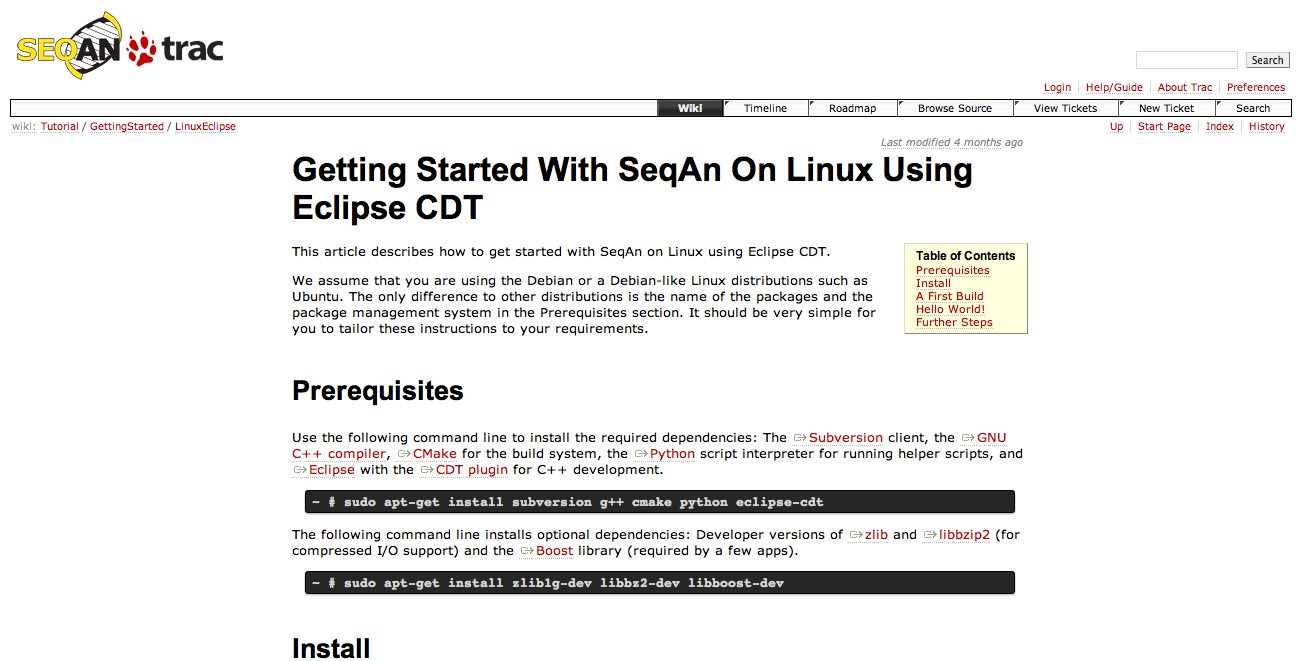 SEQAN trac
Search
Login Help/Guide About Trac Preferences
Wiki Timeline Roadmap Browse Source View Tickets New Ticket Search
wiki: Tutorial / GettingStarted / LinuxEclipse
Up Start Page Index History
Last modified 4 months ago
Getting Started With SeqAn On Linux Using
Eclipse CDT
This article describes how to get started with SeqAn on Linux using Eclipse CDT.
We assume that you are using the Debian or a Debian-like Linux distributions such as
Ubuntu. The only difference to other distributions is the name of the packages and the
package management system in the Prerequisites section. It should be very simple for
you to tailor these instructions to your requirements.
Table of Contents
Prerequisites
Install
A First Build
Hello World!
Further Steps
Prerequisites
Use the following command line to install the required dependencies: The Subversion client, the GNU
C++ compiler, CMake for the build system, the Python script interpreter for running helper scripts, and
Eclipse with the CDT plugin for C++ development.
~ # sudo apt-get install subversion g++ cmake python eclipse-cdt
The following command line installs optional dependencies: Developer versions of zlib and libbzip2 (for
compressed I/O support) and the Boost library (required by a few apps).
~ # sudo apt-get install zlib1g-dev libbz2-dev libboost-dev
Install